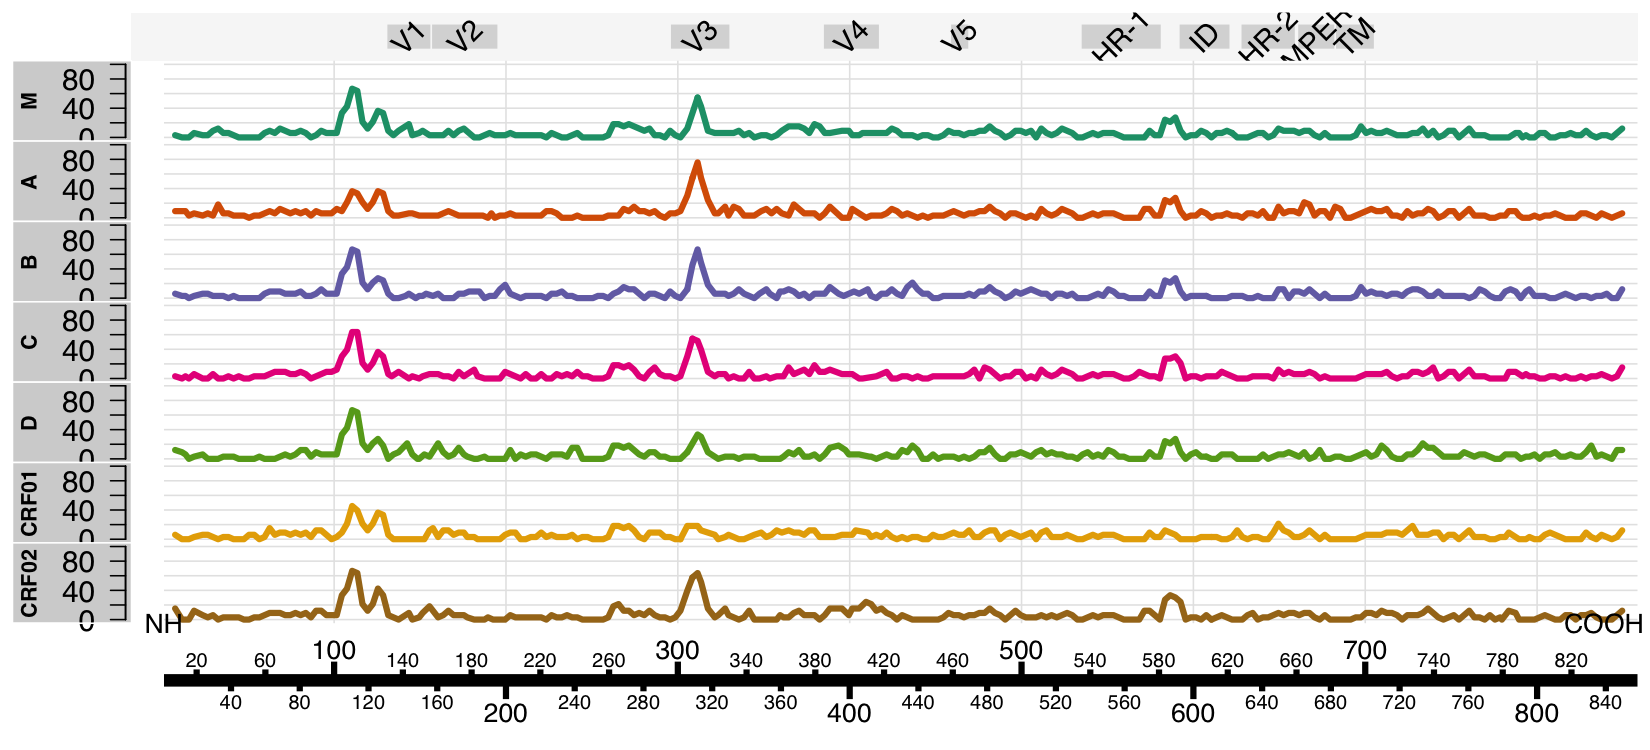 V1 V2 V3 V4 V5 HR-1 ID HR-2 MPER TM
M 80 40 0
A 80 40 0
B 80 40 0
C 80 40 0
D 80 40 0
CRF01 80 40 0
CRF02 80 40 0
NH COOH
100 300 500 700
20 60 140 180 220 260 340 380 420 460 540 580 620 660 740 780 820
40 80 120 160 240 280 320 360 440 480 520 560 640 680 720 760 840
200 400 600 800